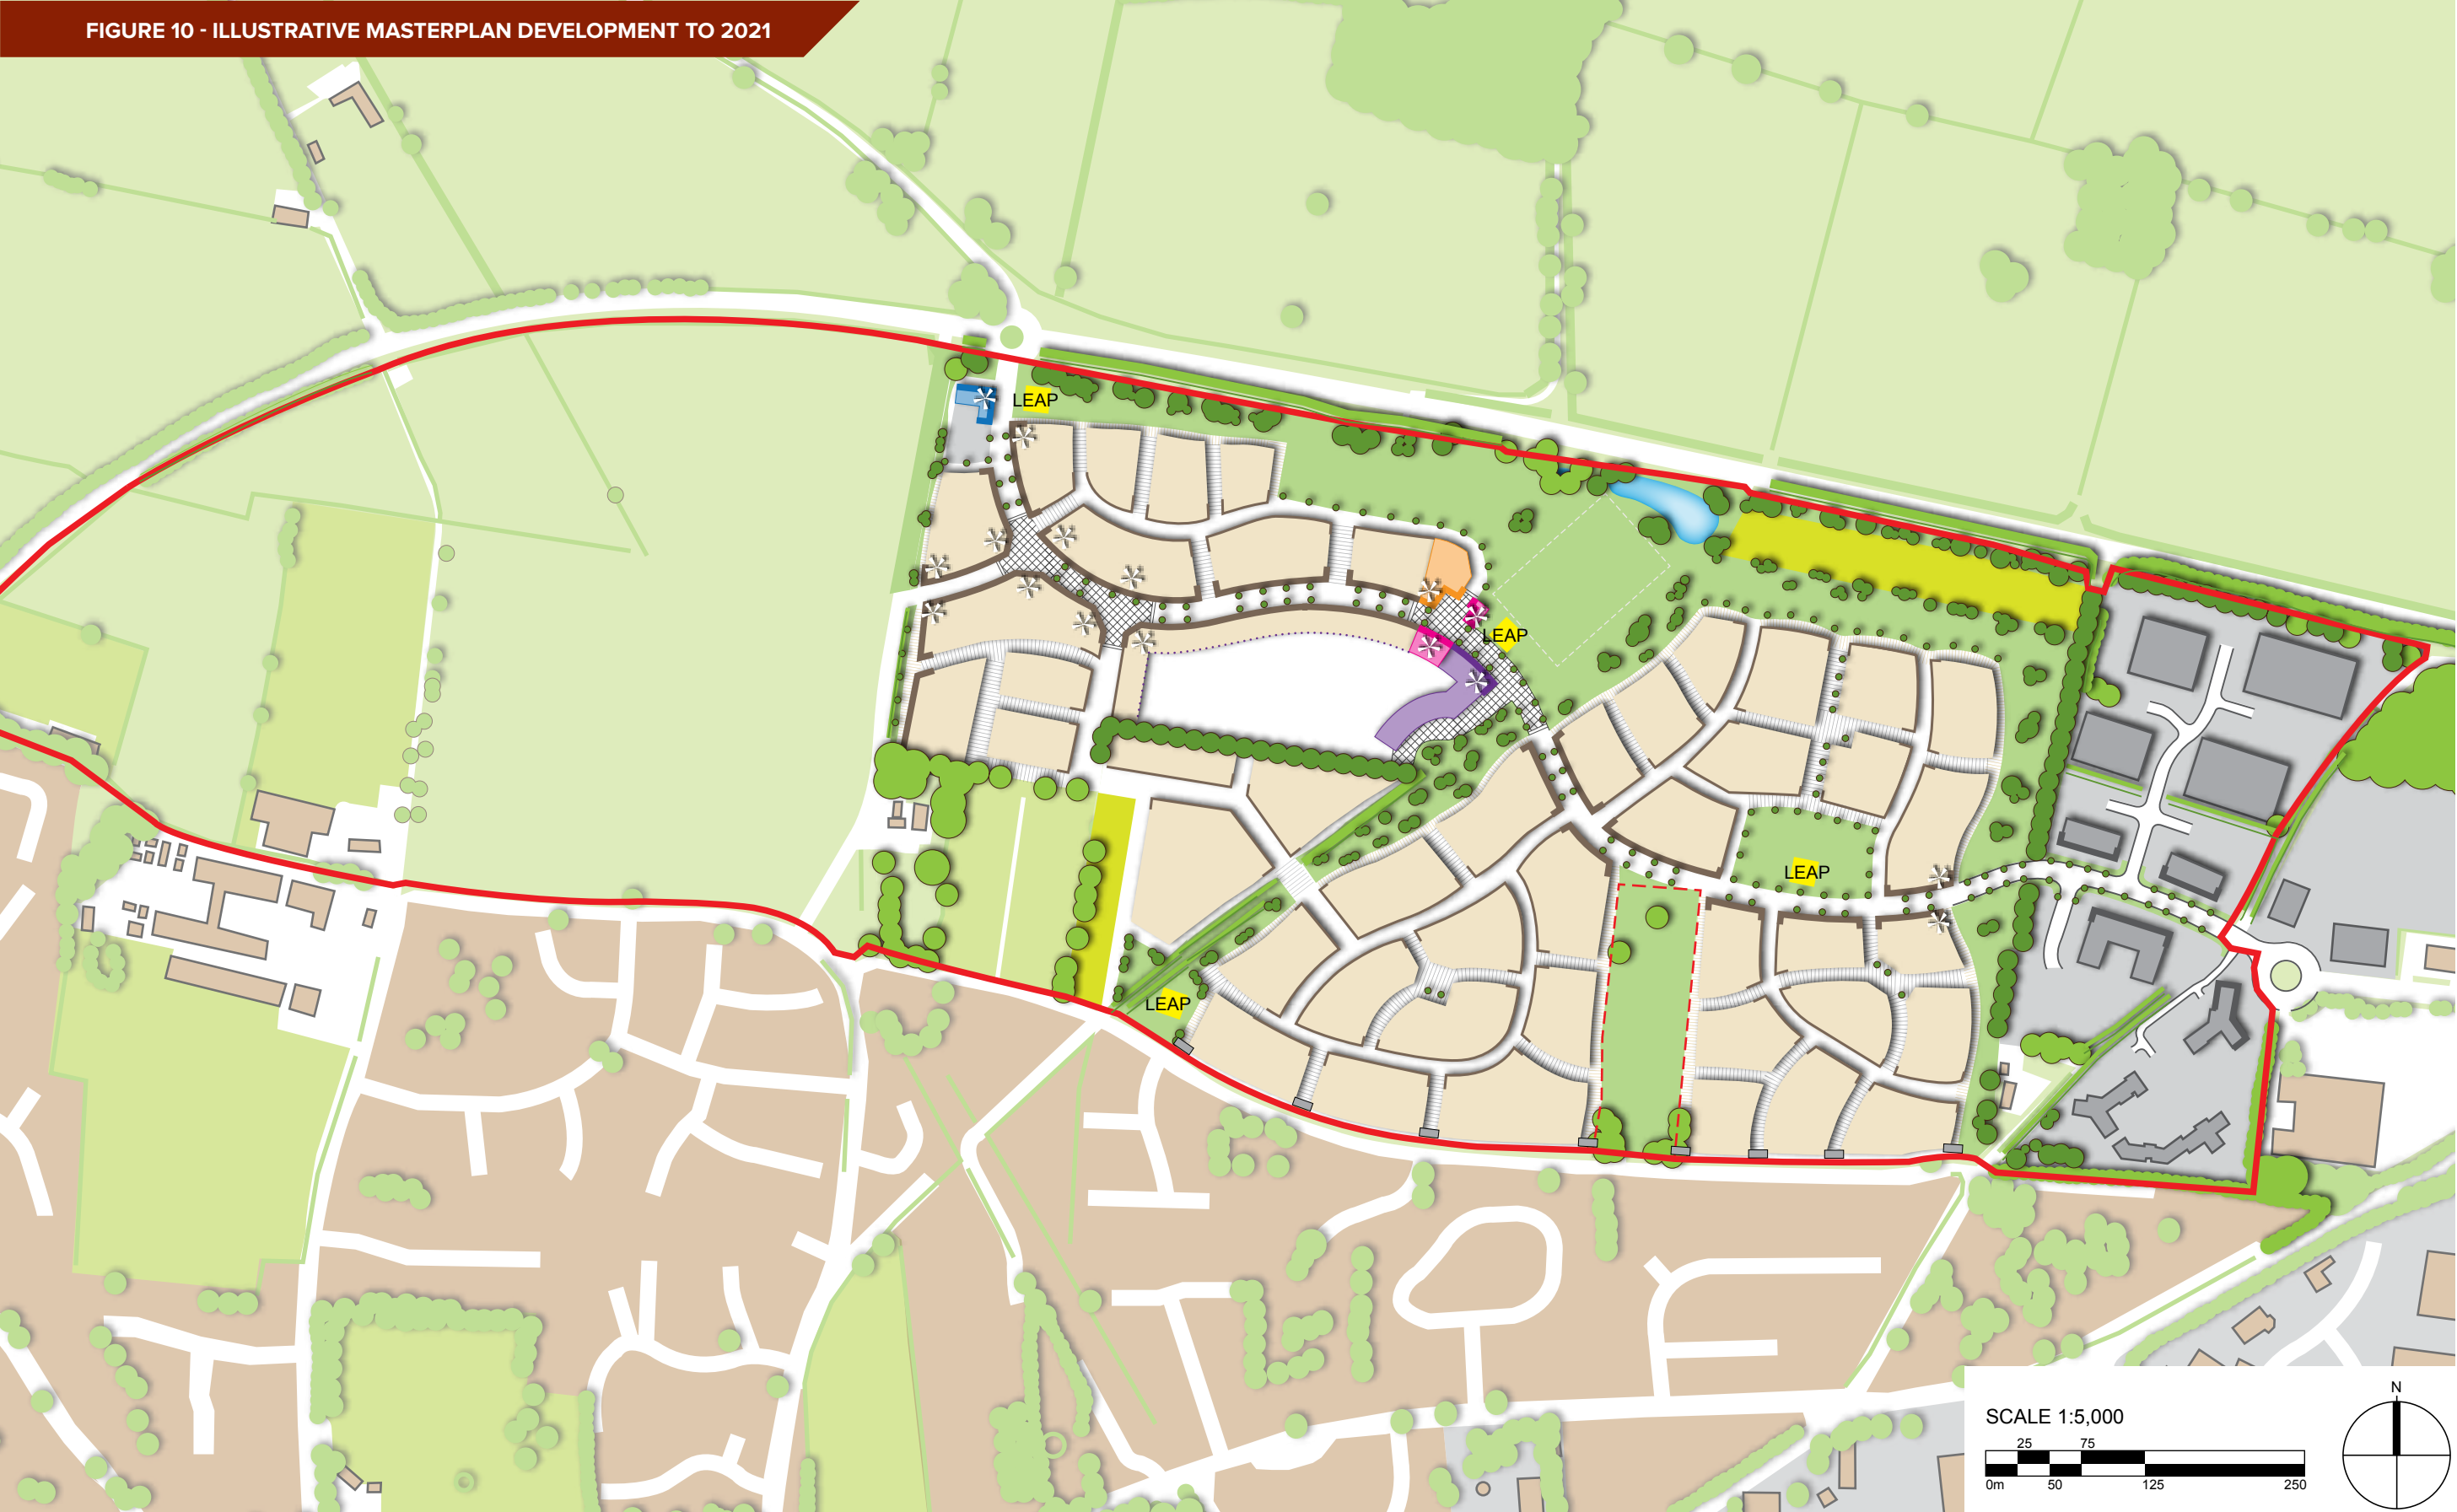 FIGURE 10 - ILLUSTRATIVE MASTERPLAN DEVELOPMENT TO 2021
LEAP
LEAP
LEAP
LEAP
N
SCALE 1:5,000
25 75
0m 50 125 250